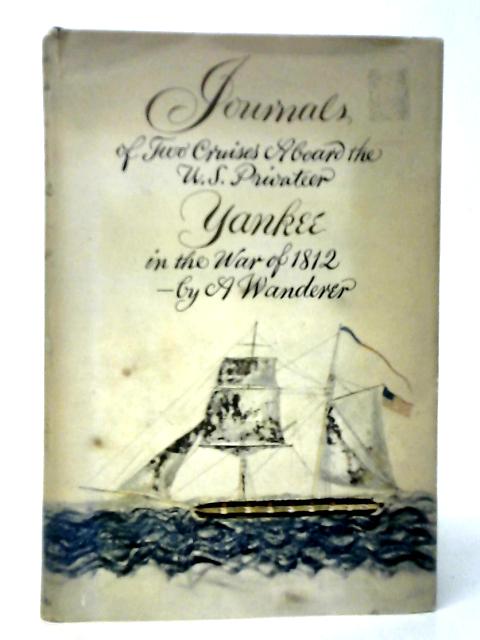 Journals
of Two Cruises Aboard the
U.S. Privateer
Yankee
in the War of 1812
—by A Wanderer